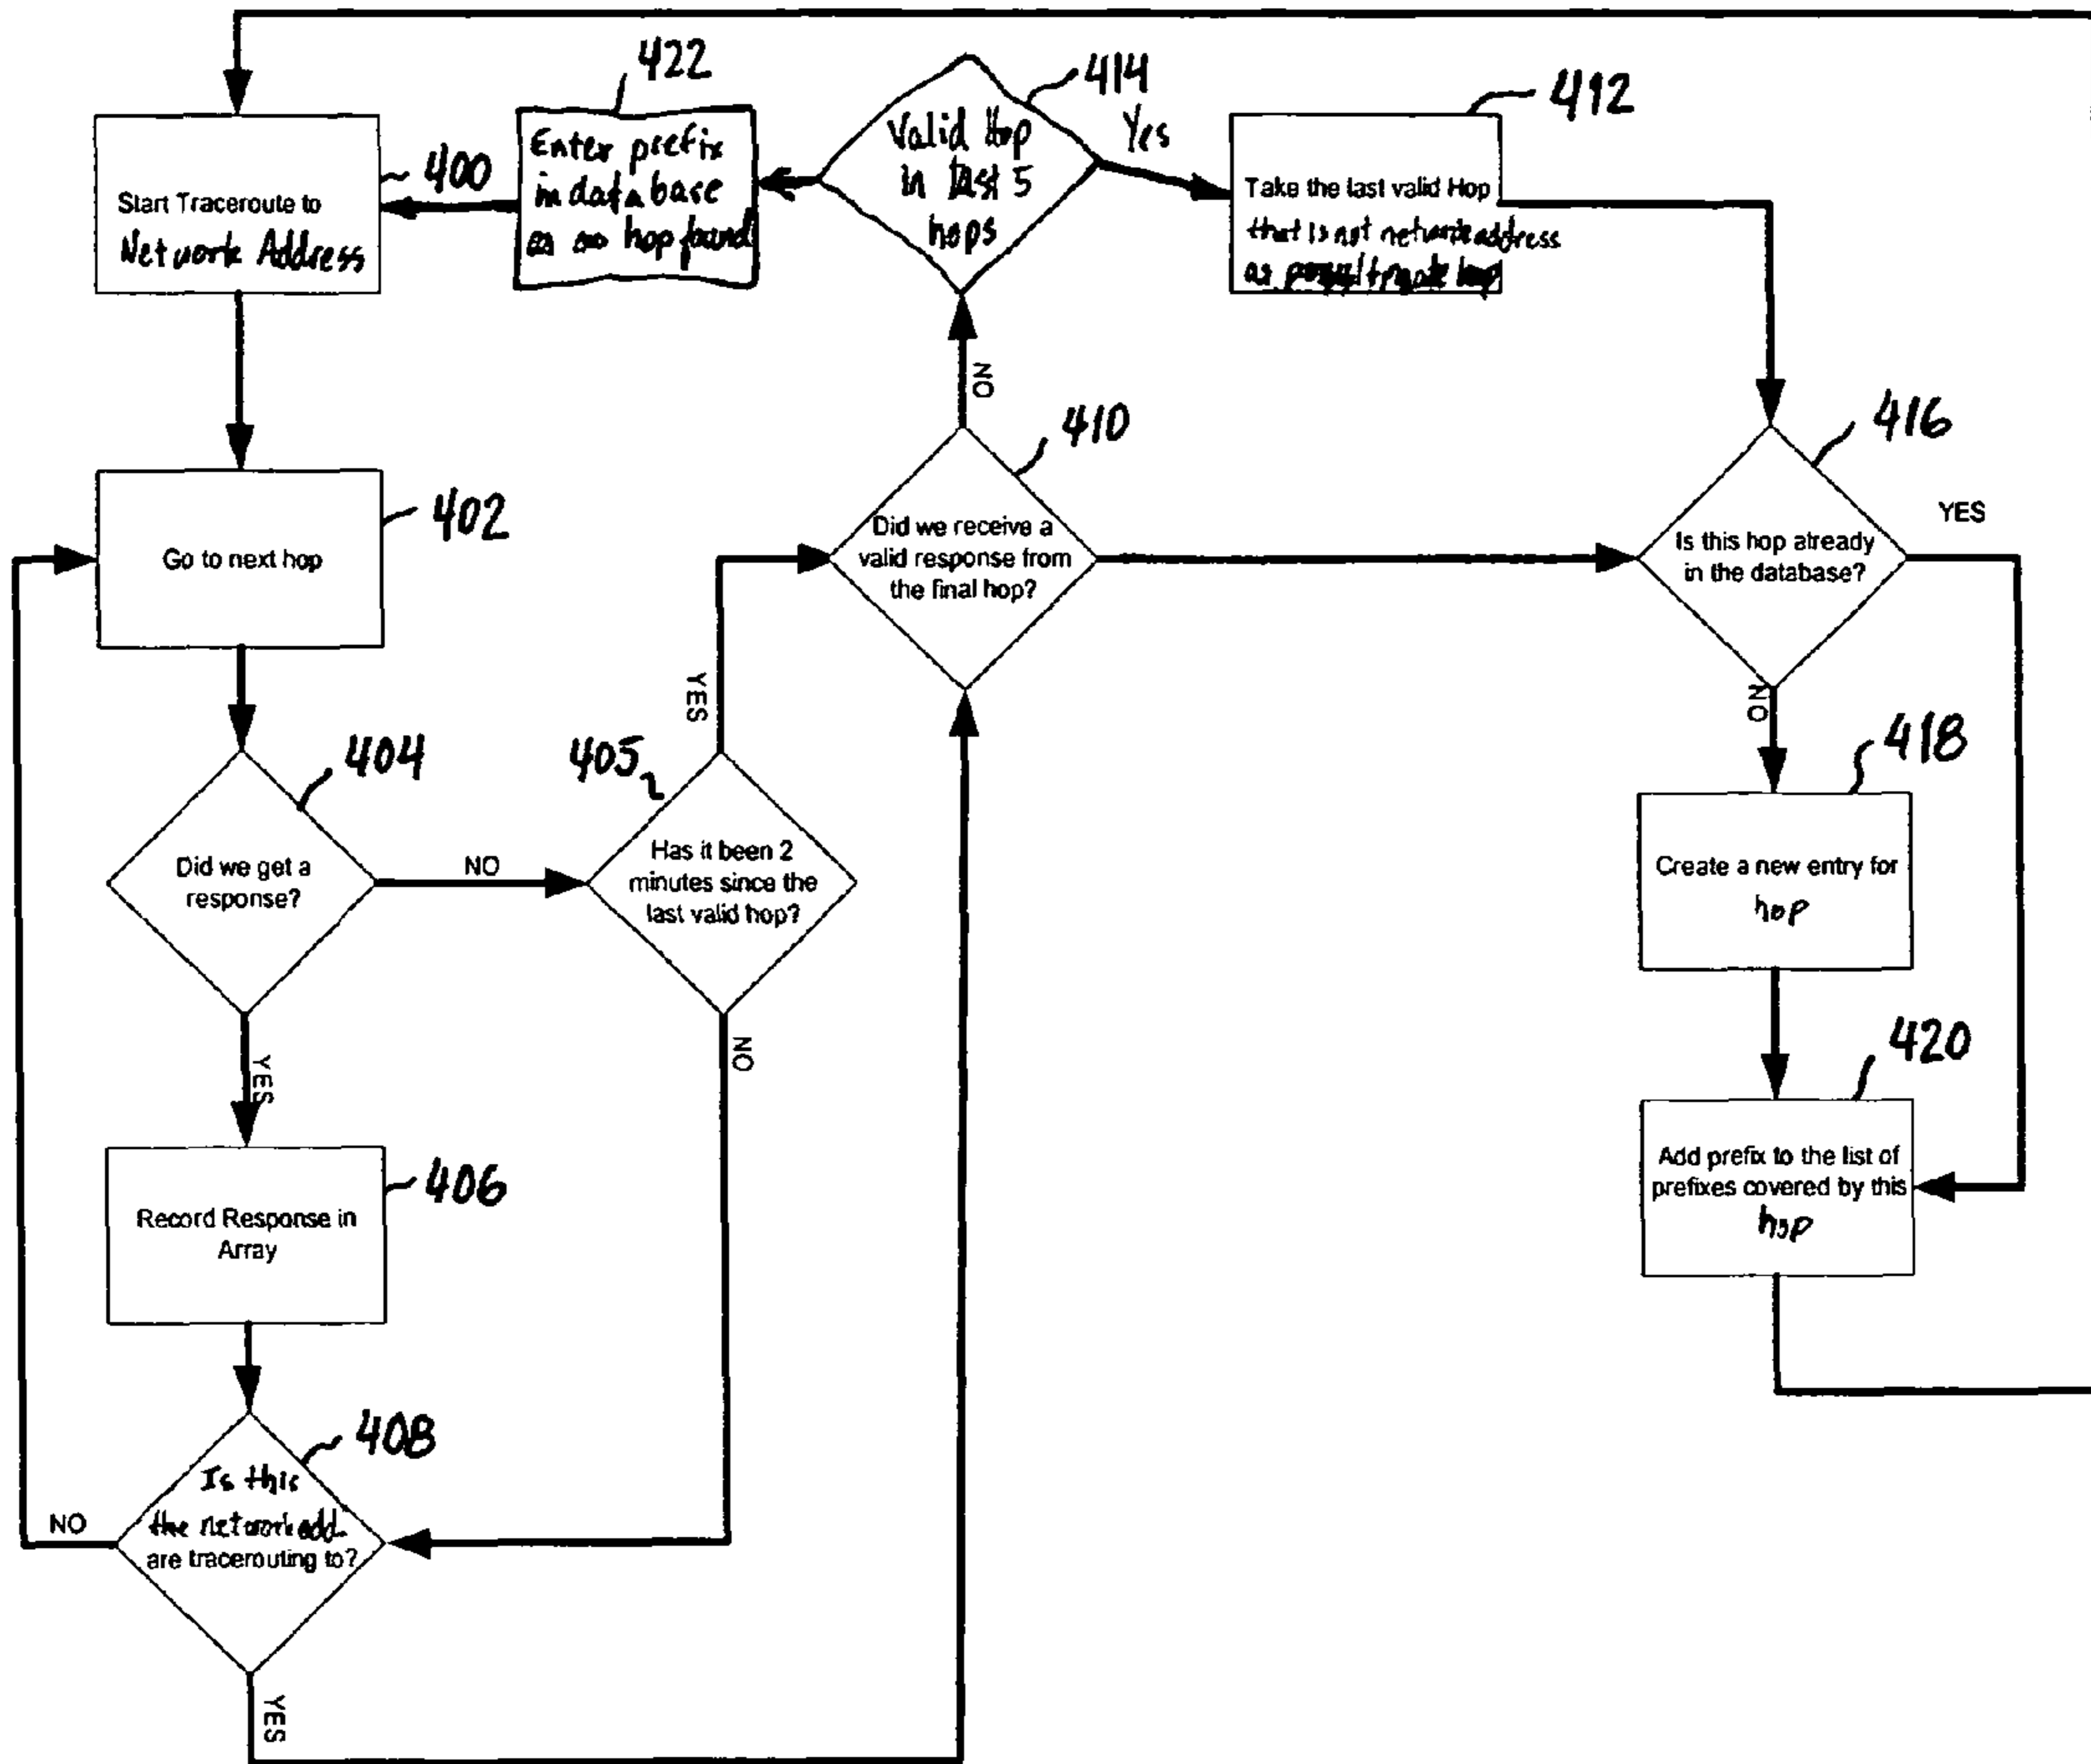 422
Enter prefix
in database
as no hop found
414
Valid Hop
in last 5
hops
Yes
412
Take the last valid Hop
that is not network address
as
400
Start Traceroute to
Network Address
NO
410
Did we receive a
valid response from
the final hop?
416
Is this hop already
in the database?
YES
NO
402
Go to next hop
404
Did we get a
response?
NO
YES
405
Has it been 2
minutes since the
last valid hop?
YES
NO
418
Create a new entry for
hop
406
Record Response in
Array
420
Add prefix to the list of
prefixes covered by this
hop
408
Is this
the network add.
are tracerouting to?
NO
YES